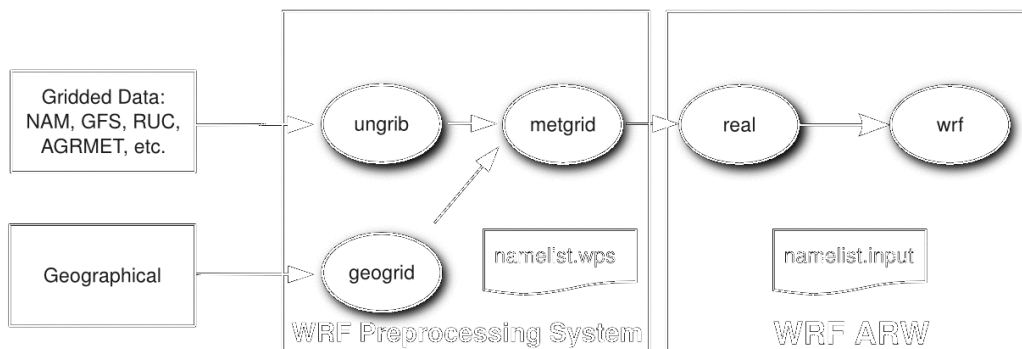 Gridded Data:
NAM, GFS, RUC,
AGRMET, etc.
ungrib
metgrid
real
wrf
Geographical
geogrid
namelist.wps
namelist.input
WRF Preprocessing System
WRF ARW